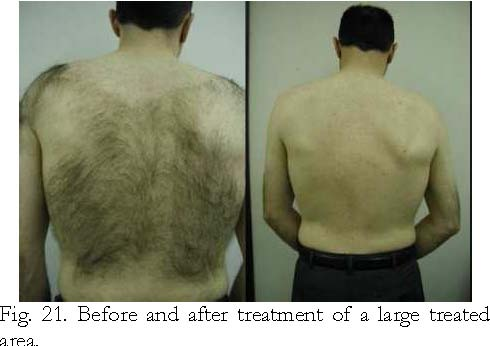 Fig. 21. Before and after treatment of a large treated
area.